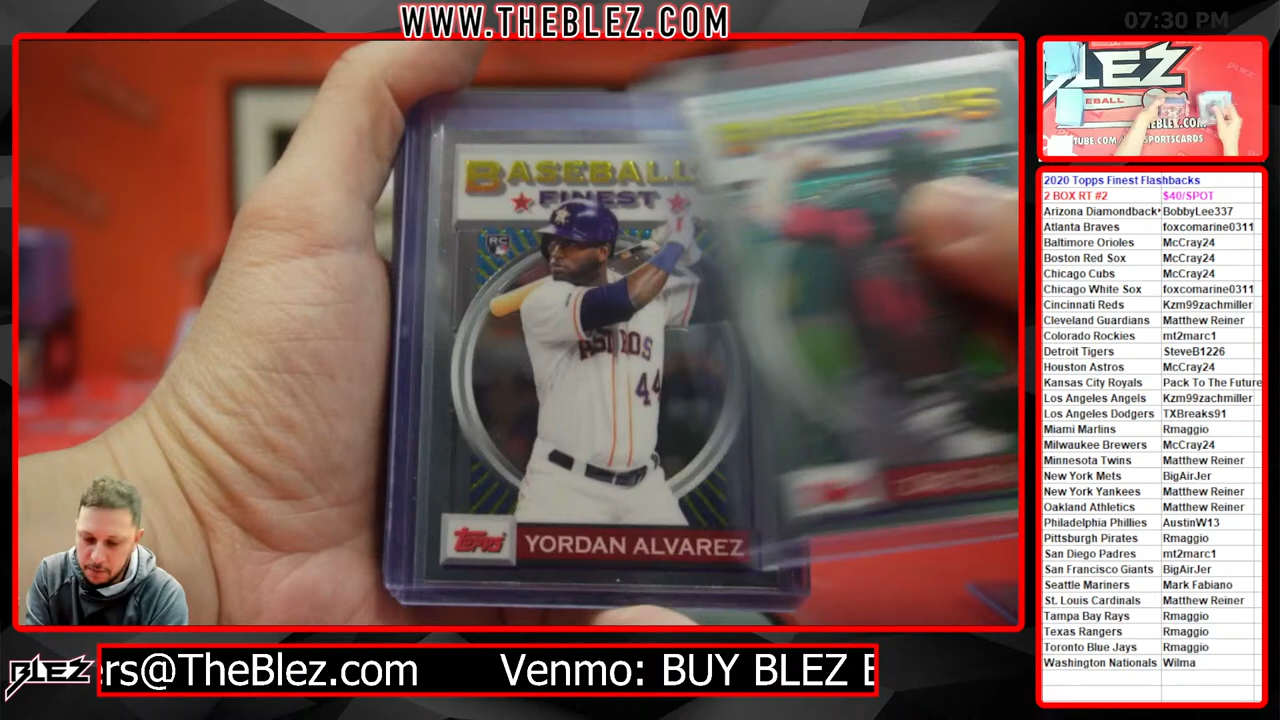 WWW.THEBLEZ.COM
07:30 PM
BASEBALL'S
FINEST
RC
ASTROS
44
TOPPS
YORDAN ALVAREZ
LEZ
EBALL
HEBLEZ.COM
SPORTSCARDS
2020 Topps Finest Flashbacks
2 BOX RT #2 $40/SPOT
Arizona Diamondback BobbyLee337
Atlanta Braves foxcomarine0311
Baltimore Orioles McCray24
Boston Red Sox McCray24
Chicago Cubs McCray24
Chicago White Sox foxcomarine0311
Cincinnati Reds Kzm99zachmiller
Cleveland Guardians Matthew Reiner
Colorado Rockies mt2marc1
Detroit Tigers SteveB1226
Houston Astros McCray24
Kansas City Royals Pack To The Future
Los Angeles Angels Kzm99zachmiller
Los Angeles Dodgers TXBreaks91
Miami Marlins Rmaggio
Milwaukee Brewers McCray24
Minnesota Twins Matthew Reiner
New York Mets BigAirJer
New York Yankees Matthew Reiner
Oakland Athletics Matthew Reiner
Philadelphia Phillies AustinW13
Pittsburgh Pirates Rmaggio
San Diego Padres mt2marc1
San Francisco Giants BigAirJer
Seattle Mariners Mark Fabiano
St. Louis Cardinals Matthew Reiner
Tampa Bay Rays Rmaggio
Texas Rangers Rmaggio
Toronto Blue Jays Rmaggio
Washington Nationals Wilma
BLEZ
rs@TheBlez.com Venmo: BUY BLEZ